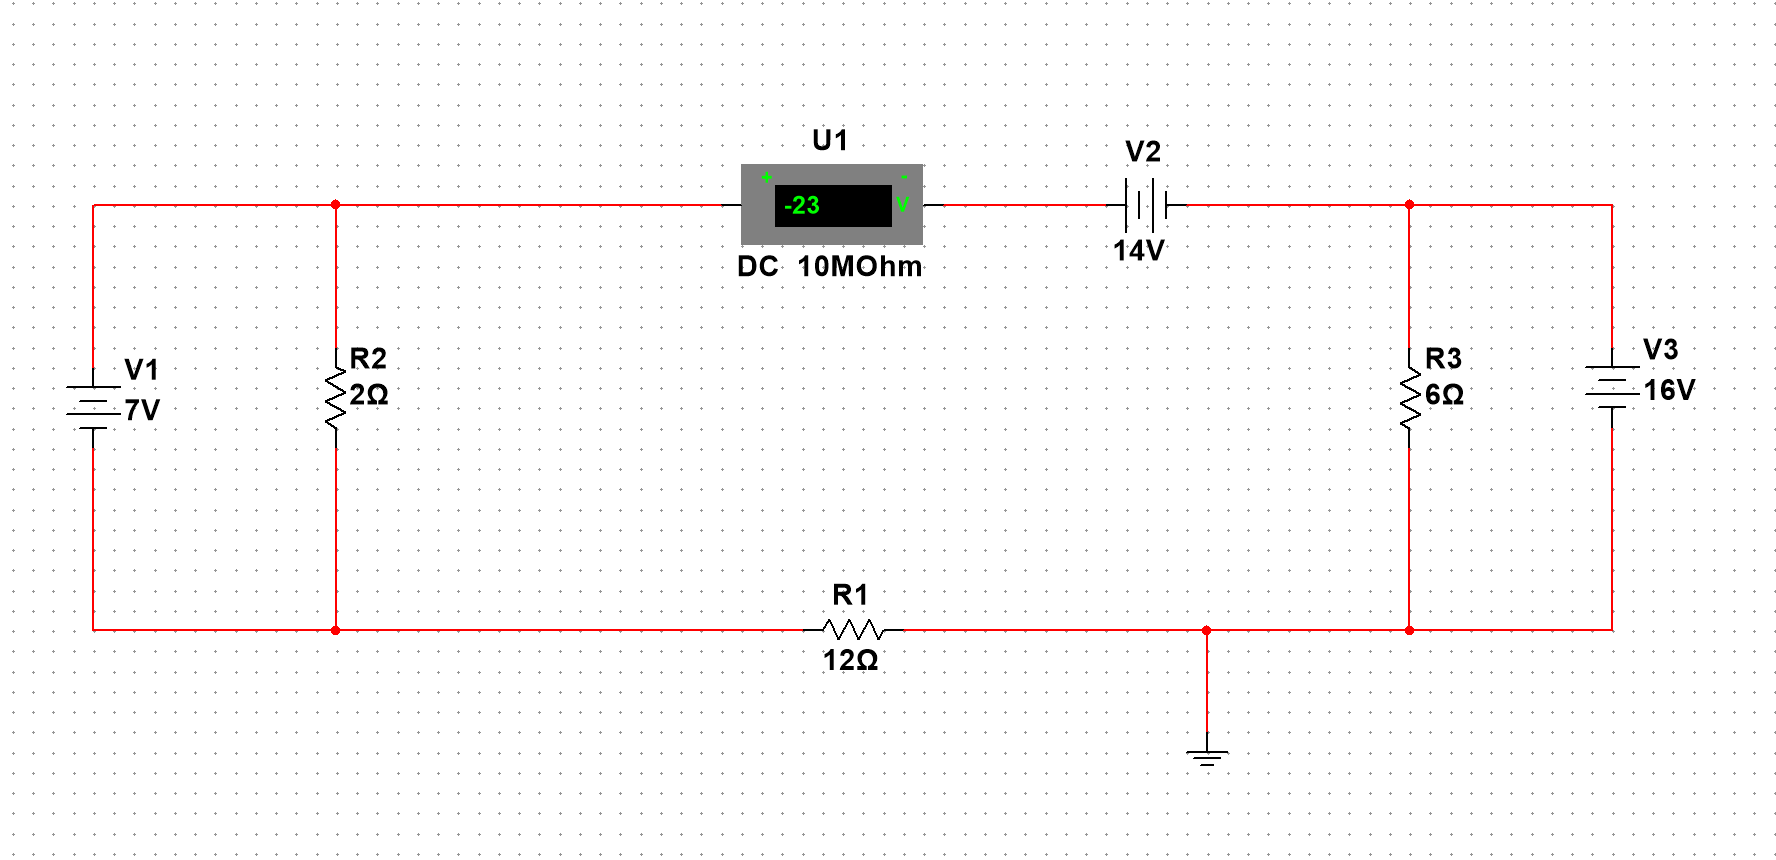 U1
+ -
-23 V
DC 10MOhm
V2
14V
V1
7V
R2
2Ω
R3
6Ω
V3
16V
R1
12Ω